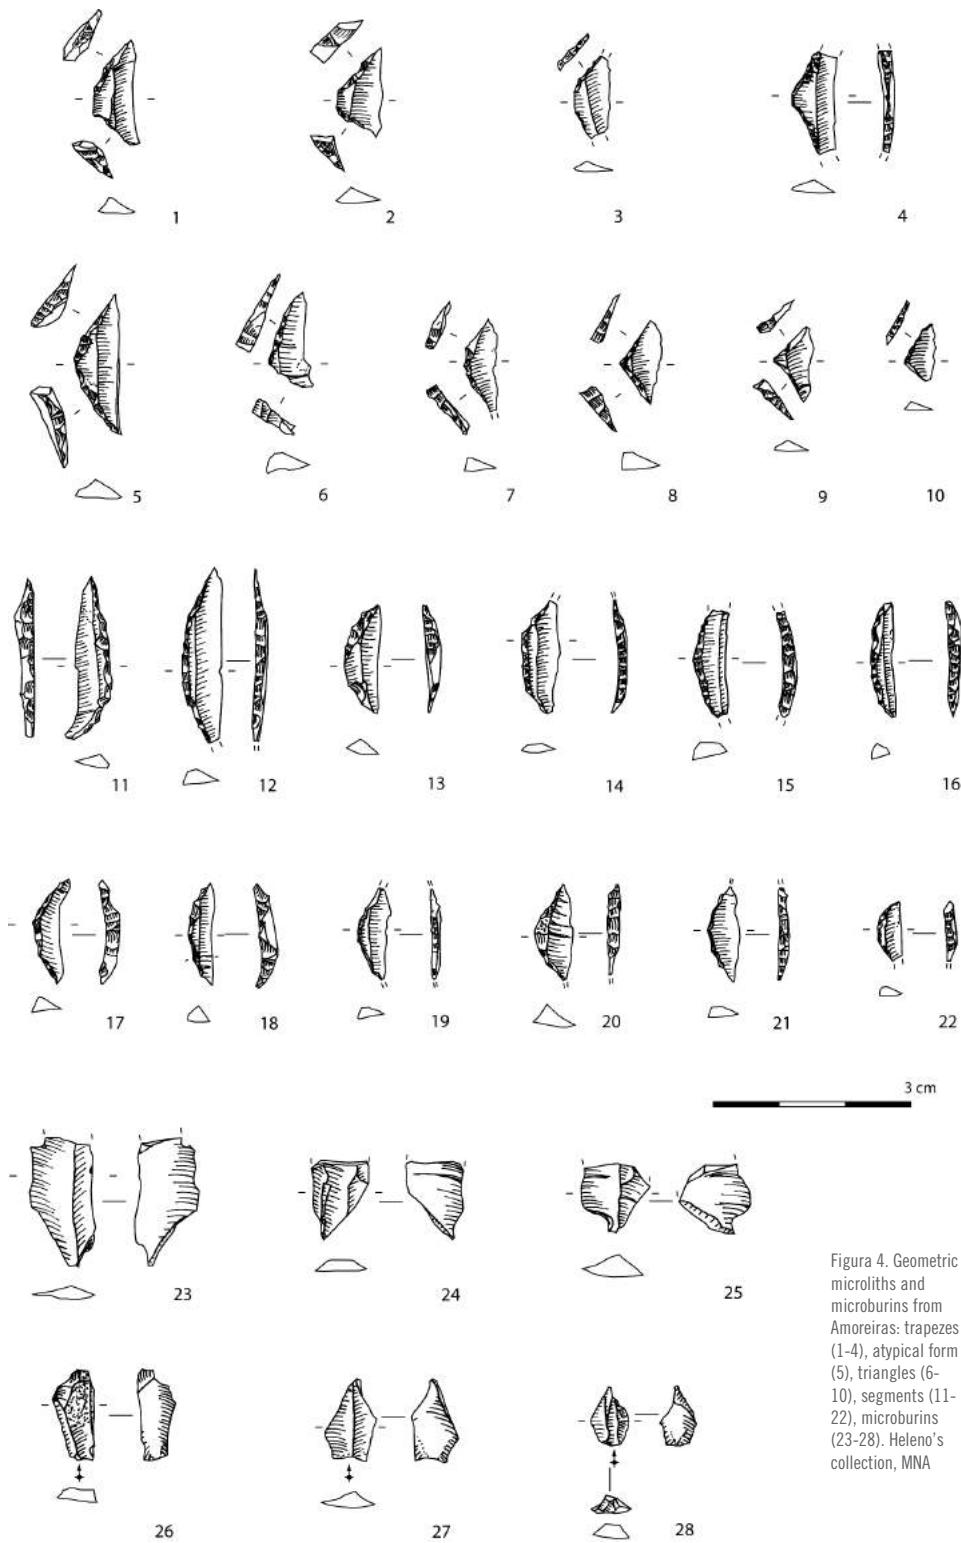 1 2 3 4
5 6 7 8 9 10
11 12 13 14 15 16
17 18 19 20 21 22
3 cm
23 24 25
Figura 4. Geometric
microliths and
microburins from
Amoreiras: trapezes
(1-4), atypical form
(5), triangles (6-
10), segments (11-
22), microburins
(23-28). Heleno's
collection, MNA
26 27 28